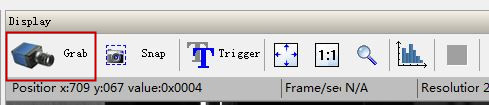 Display
Grab Snap Trigger 1:1
Position x:709 y:067 value:0x0004 Frame/sec N/A Resolution 2